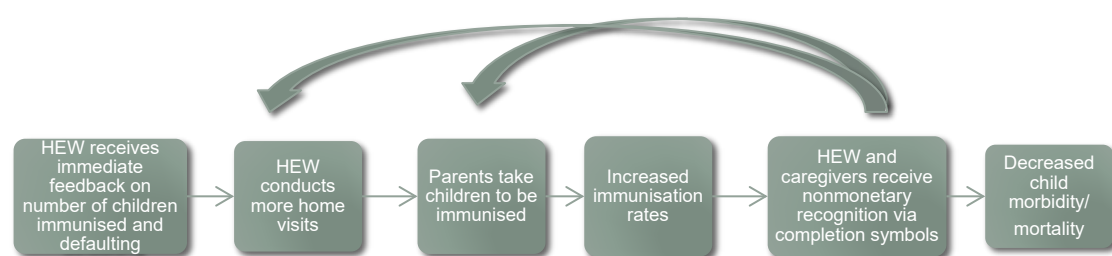 HEW receives
immediate
feedback on
number of children
immunised and
defaulting
HEW
conducts
more home
visits
Parents take
children to be
immunised
Increased
immunisation
rates
HEW and
caregivers receive
nonmonetary
recognition via
completion symbols
Decreased
child
morbidity/
mortality